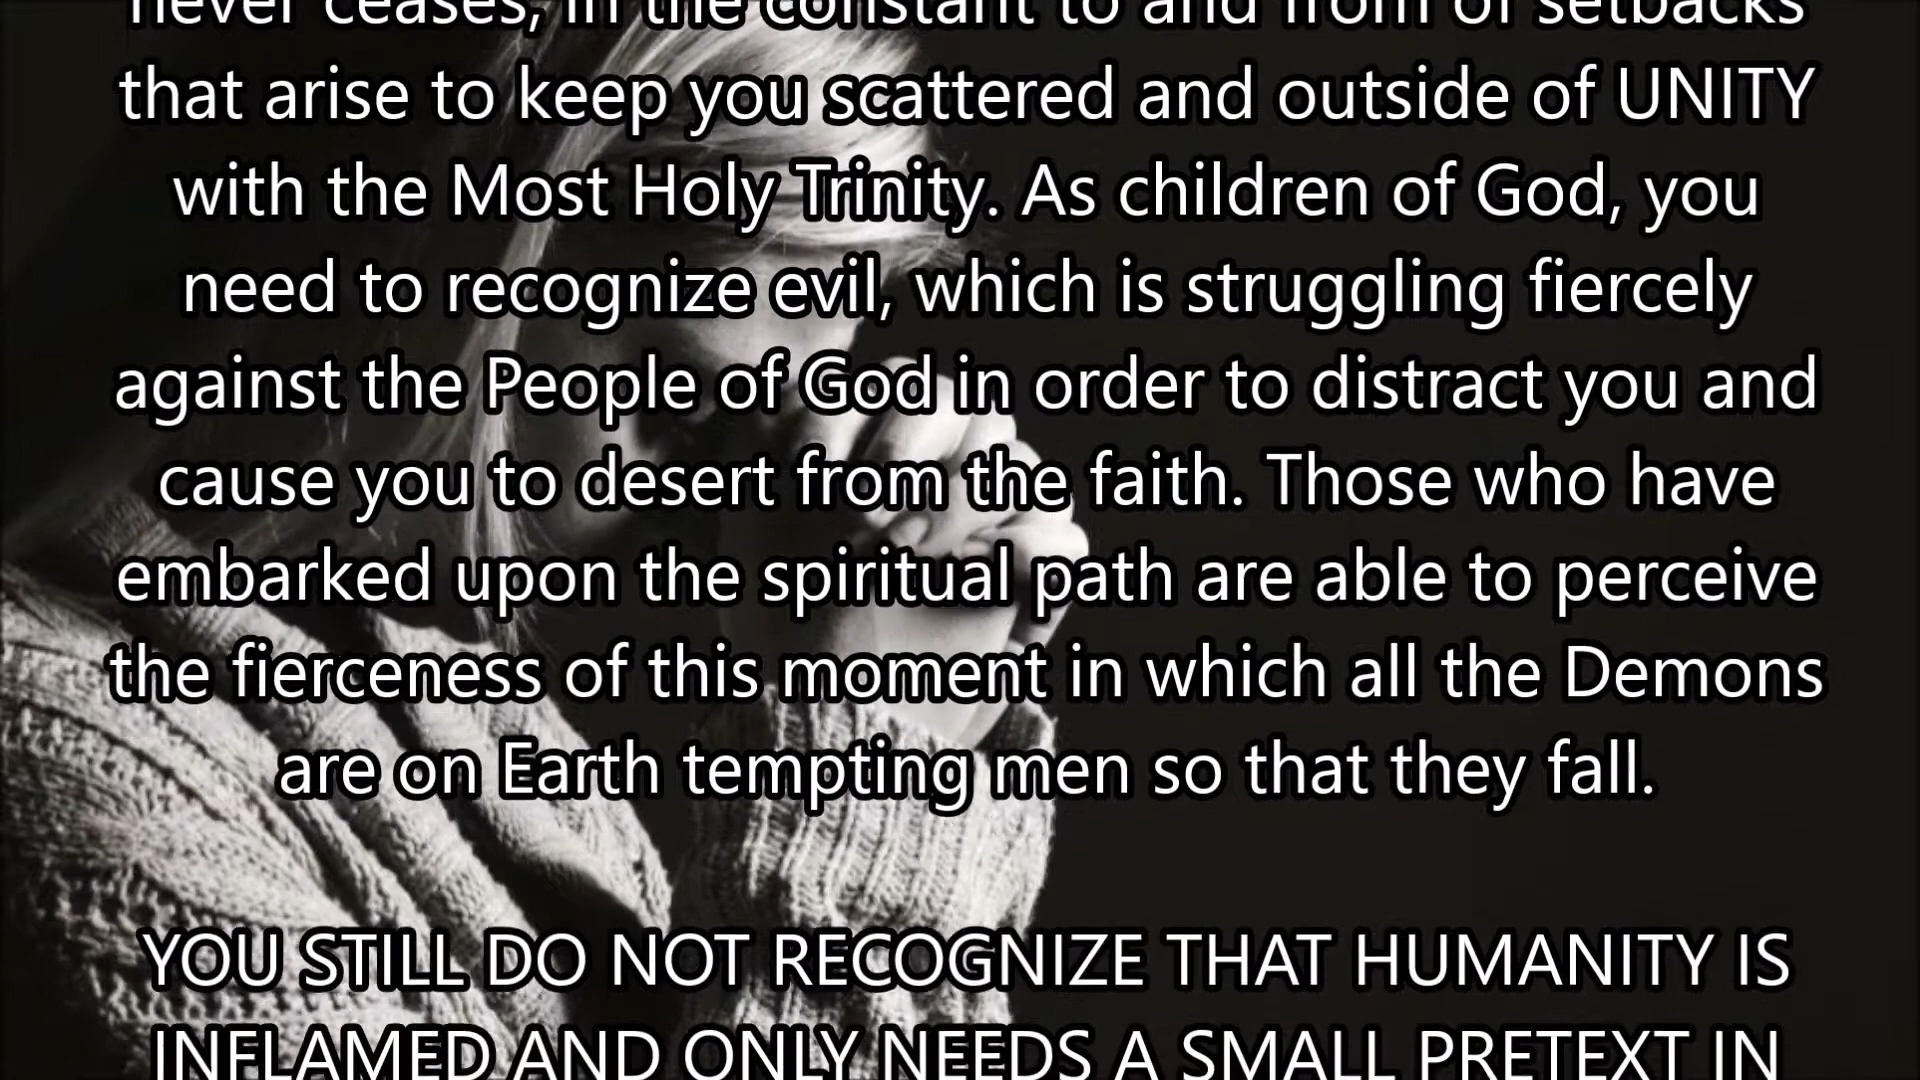 never ceases, in the constant to and from of setbacks
that arise to keep you scattered and outside of UNITY
with the Most Holy Trinity. As children of God, you
need to recognize evil, which is struggling fiercely
against the People of God in order to distract you and
cause you to desert from the faith. Those who have
embarked upon the spiritual path are able to perceive
the fierceness of this moment in which all the Demons
are on Earth tempting men so that they fall.
YOU STILL DO NOT RECOGNIZE THAT HUMANITY IS
INFLAMED AND ONLY NEEDS A SMALL PRETEXT IN